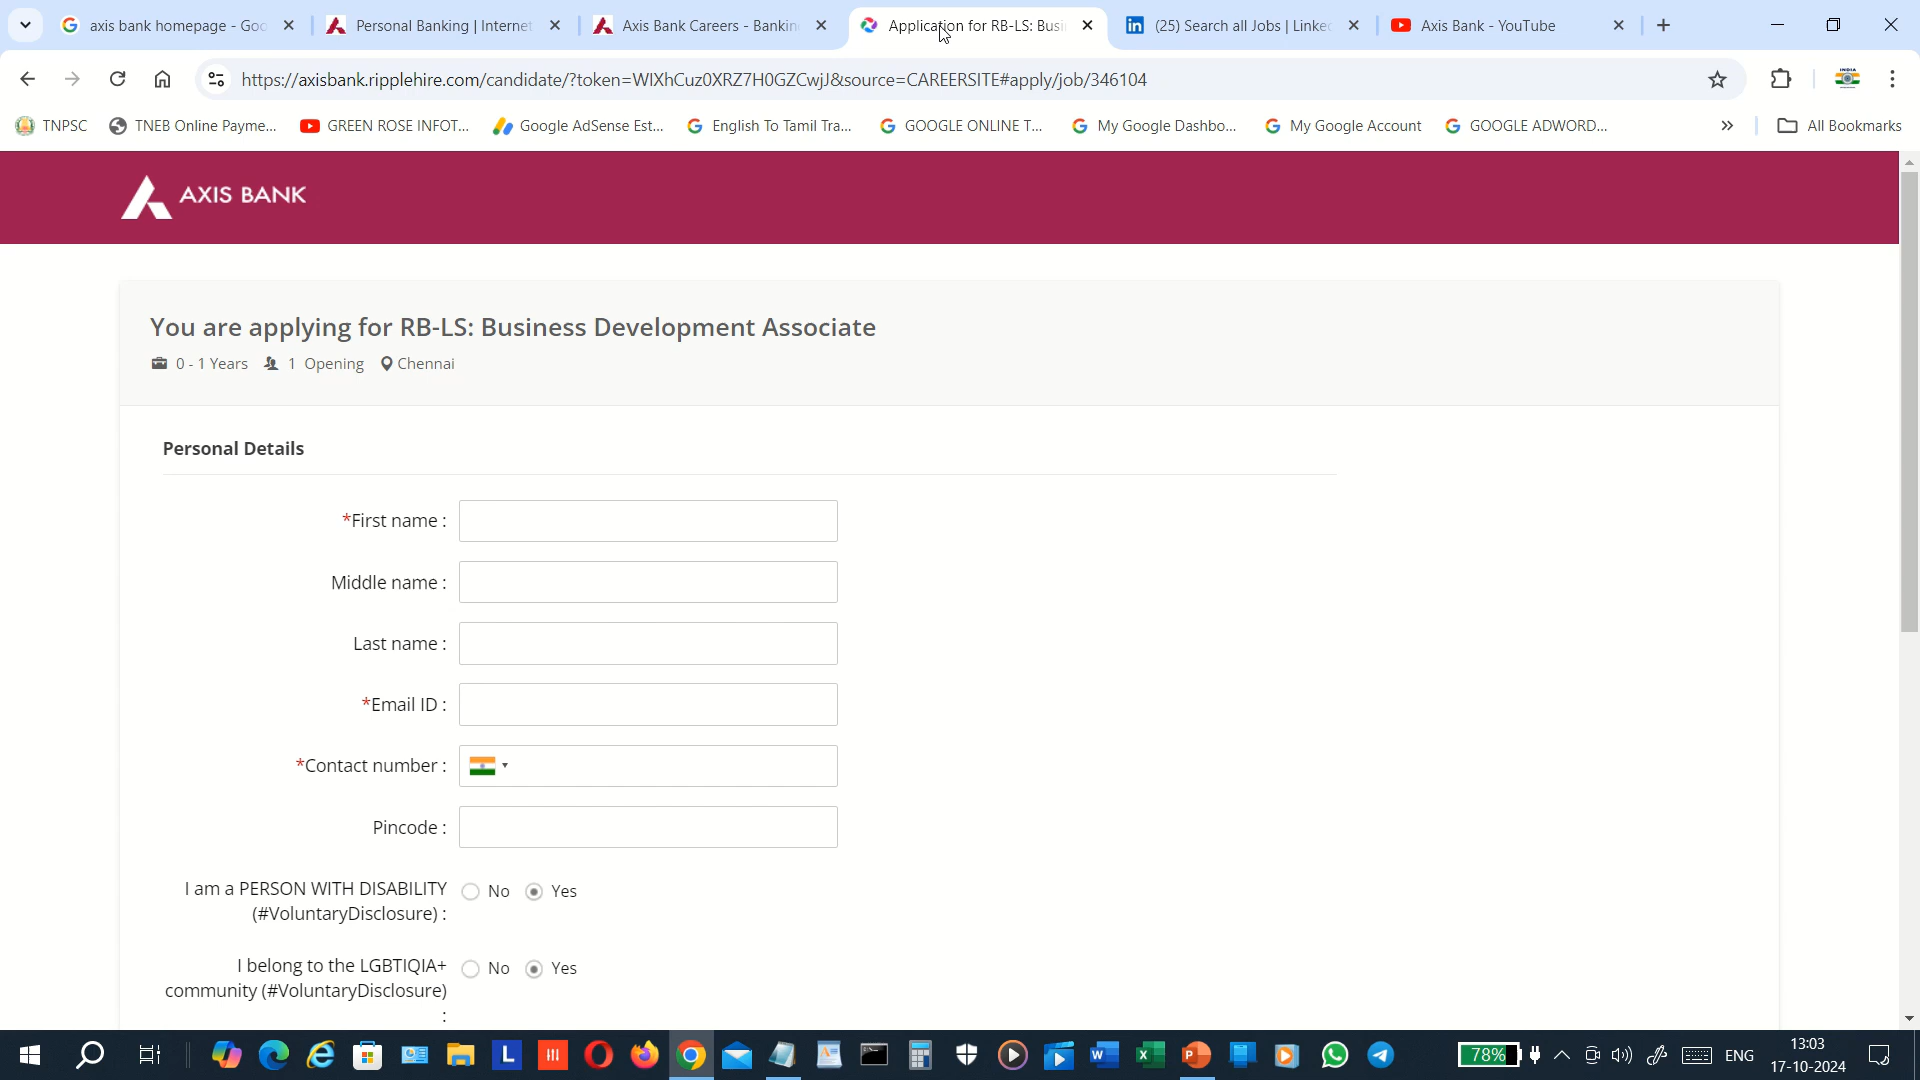 axis bank homepage - Goo
Personal Banking | Internet
Axis Bank Careers - Bankin
Application for RB-LS: Busi
(25) Search all Jobs | Linked
Axis Bank - YouTube
https://axisbank.ripplehire.com/candidate/?token=WIXhCuz0XRZ7H0GZCwjJ&source=CAREERSITE#apply/job/346104
TNPSC
TNEB Online Payme...
GREEN ROSE INFOT...
Google AdSense Est...
English To Tamil Tra...
GOOGLE ONLINE T...
My Google Dashbo...
My Google Account
GOOGLE ADWORD...
All Bookmarks
AXIS BANK
You are applying for RB-LS: Business Development Associate
0 - 1 Years 1 Opening Chennai
Personal Details
*First name :
Middle name :
Last name :
*Email ID :
*Contact number :
Pincode :
I am a PERSON WITH DISABILITY No Yes
(#VoluntaryDisclosure) :
I belong to the LGBTIQIA+ No Yes
community (#VoluntaryDisclosure)
:
78%
ENG
13:03
17-10-2024